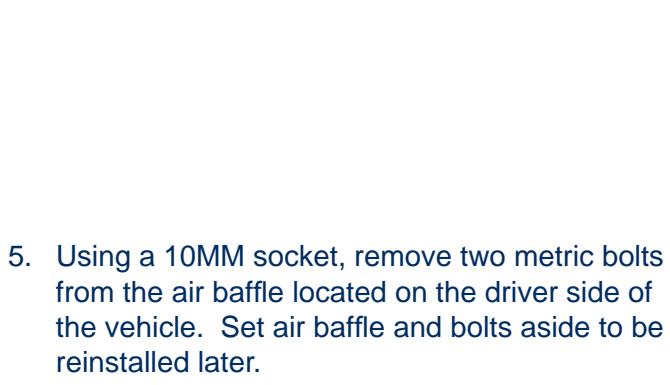 5. Using a 10MM socket, remove two metric bolts
from the air baffle located on the driver side of
the vehicle.  Set air baffle and bolts aside to be
reinstalled later.